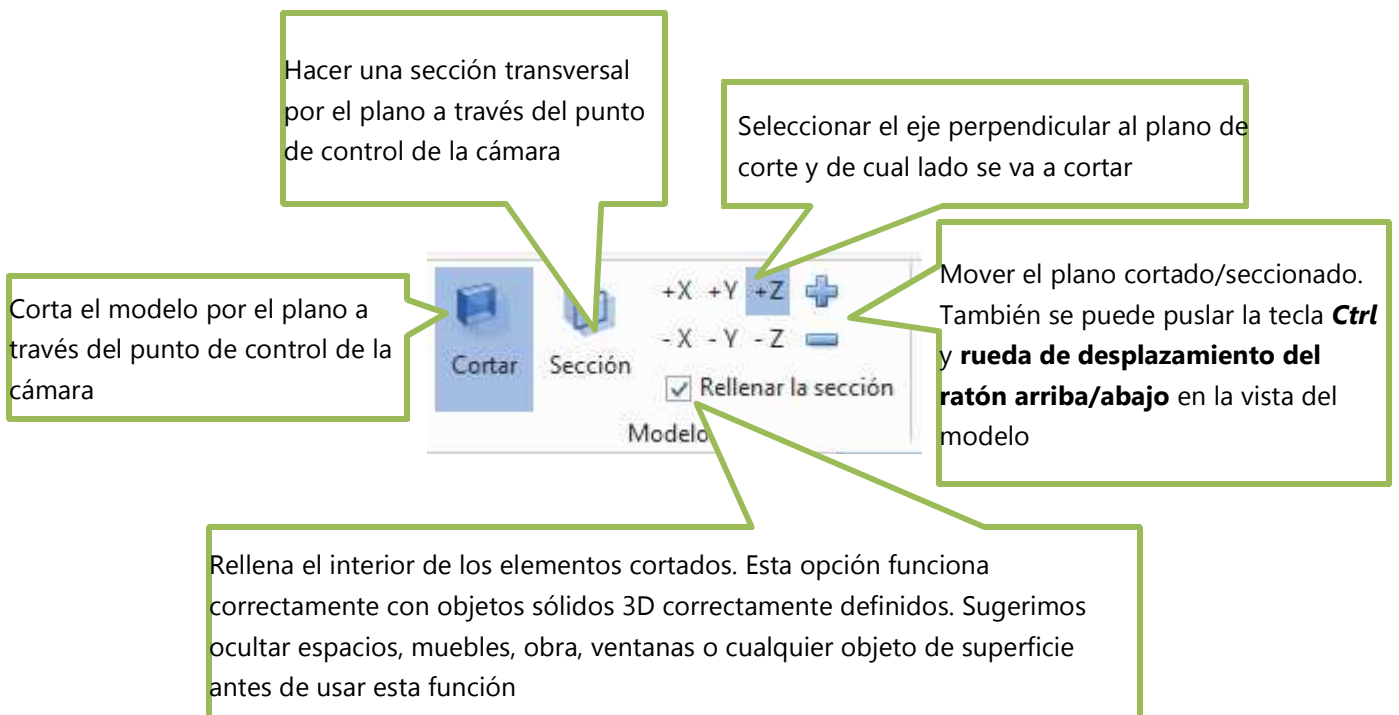 Hacer una sección transversal
por el plano a través del punto
de control de la cámara
Seleccionar el eje perpendicular al plano de
corte y de cual lado se va a cortar
Corta el modelo por el plano a
través del punto de control de la
cámara
Mover el plano cortado/seccionado.
También se puede puslar la tecla Ctrl
y rueda de desplazamiento del
ratón arriba/abajo en la vista del
modelo
+X +Y +Z
- X - Y - Z
Cortar Sección
Rellenar la sección
Modelo
Rellena el interior de los elementos cortados. Esta opción funciona
correctamente con objetos sólidos 3D correctamente definidos. Sugerimos
ocultar espacios, muebles, obra, ventanas o cualquier objeto de superficie
antes de usar esta función